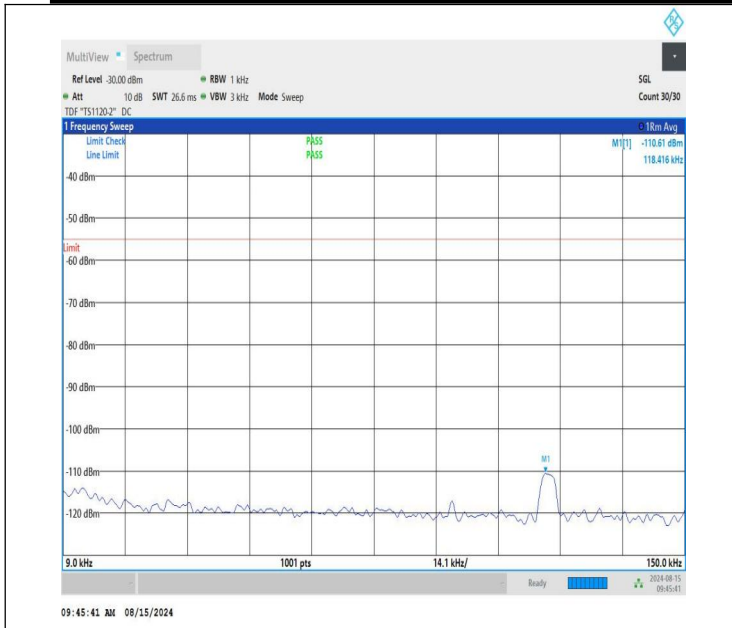 MultiView Spectrum
Ref Level -30.00 dBm RBW 1 kHz SGL
Att 10 dB SWT 26.6 ms VBW 3 kHz Mode Sweep Count 30/30
TDF "TS1120-2" DC
1 Frequency Sweep 1Rm Avg
Limit Check PASS M1[1] -110.61 dBm
Line Limit PASS 118.416 kHz
-40 dBm
-50 dBm
Limit
-60 dBm
-70 dBm
-80 dBm
-90 dBm
-100 dBm
M1
-110 dBm
-120 dBm
9.0 kHz 1001 pts 14.1 kHz/ 150.0 kHz
Ready 2024-08-15
09:45:41
09:45:41 AM 08/15/2024